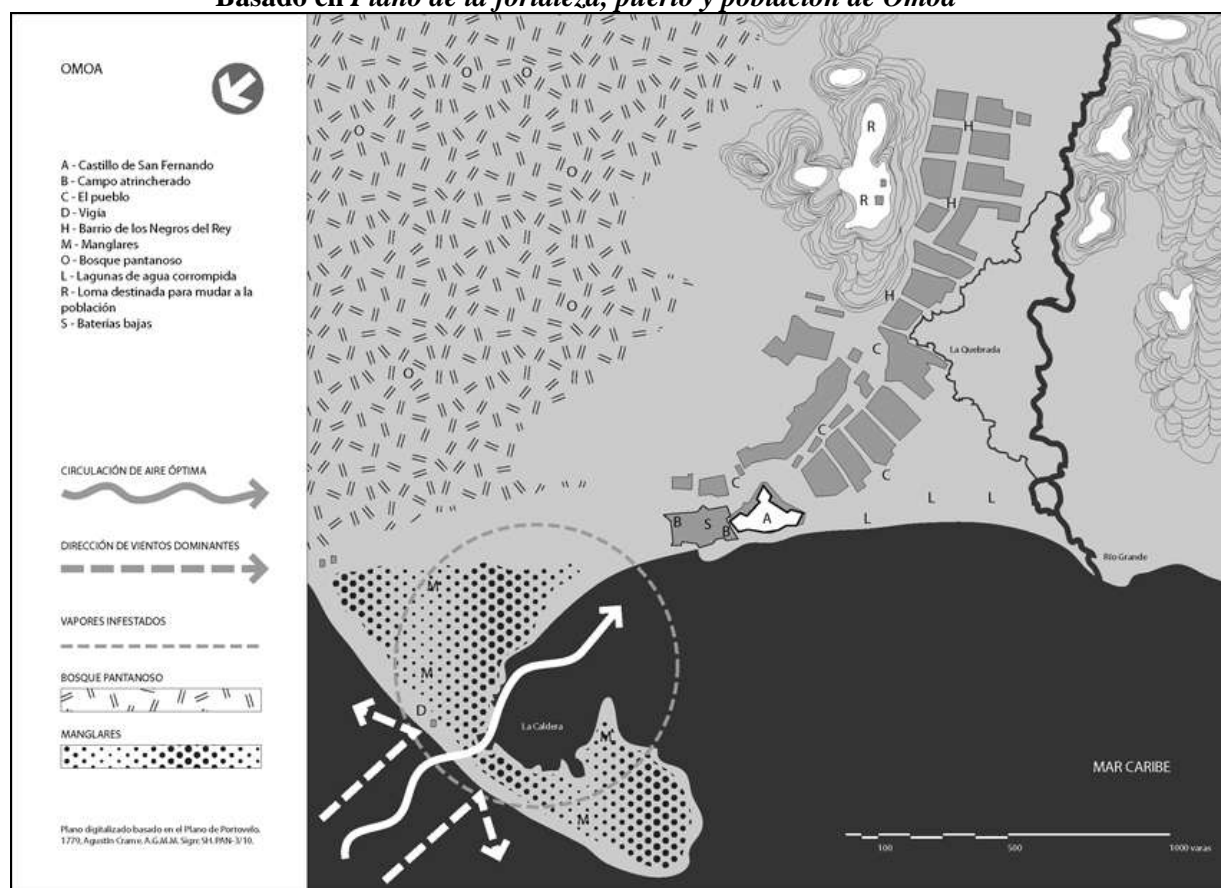 Basado en Plano de la fortaleza, puerto y población de Omoa
OMOA
A - Castillo de San Fernando
B - Campo atrincherado
C - El pueblo
D - Vigía
H - Barrio de los Negros del Rey
M - Manglares
O - Bosque pantanoso
L - Lagunas de agua corrompida
R - Loma destinada para mudar a la
población
S - Baterías bajas
CIRCULACIÓN DE AIRE ÓPTIMA
DIRECCIÓN DE VIENTOS DOMINANTES
VAPORES INFESTADOS
BOSQUE PANTANOSO
MANGLARES
Plano digitalizado basado en el Plano de Portovelo.
1779, Agustín Crame. A.G.M.M. Sign: SH. PAN-3/10.
O
O
O
O
O
O
O
R
R
H
H
H
C
C
C
C
La Quebrada
L
L
L
B
S
B
A
Río Grande
M
M
D
La Caldera
M
M
MAR CARIBE
100
500
1000 varas